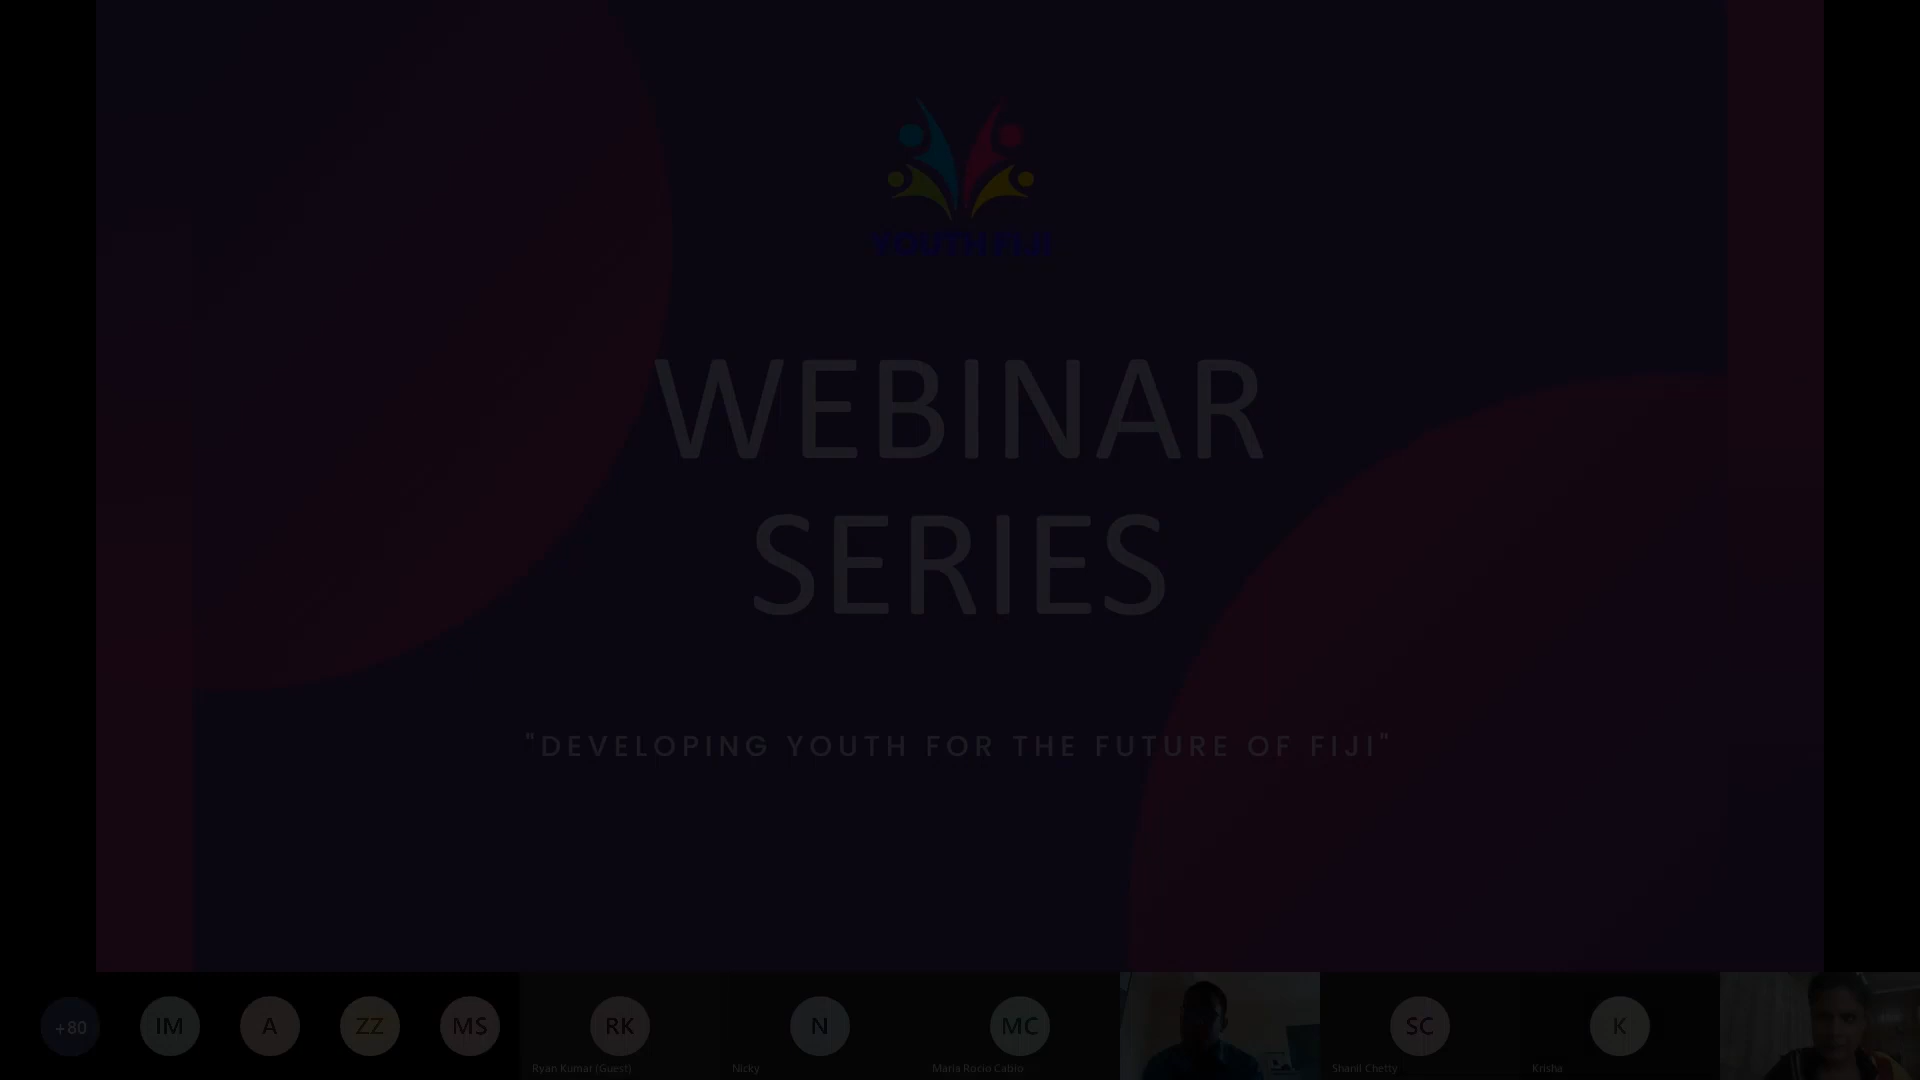 YOUTH FIJI
WEBINAR
SERIES
"DEVELOPING YOUTH FOR THE FUTURE OF FIJI"
+80
IM
A
ZZ
MS
RK
N
MC
SC
K
Ryan Kumar (Guest)
Nicky
Maria Rocio Cabio
Shanil Chetty
Krisha